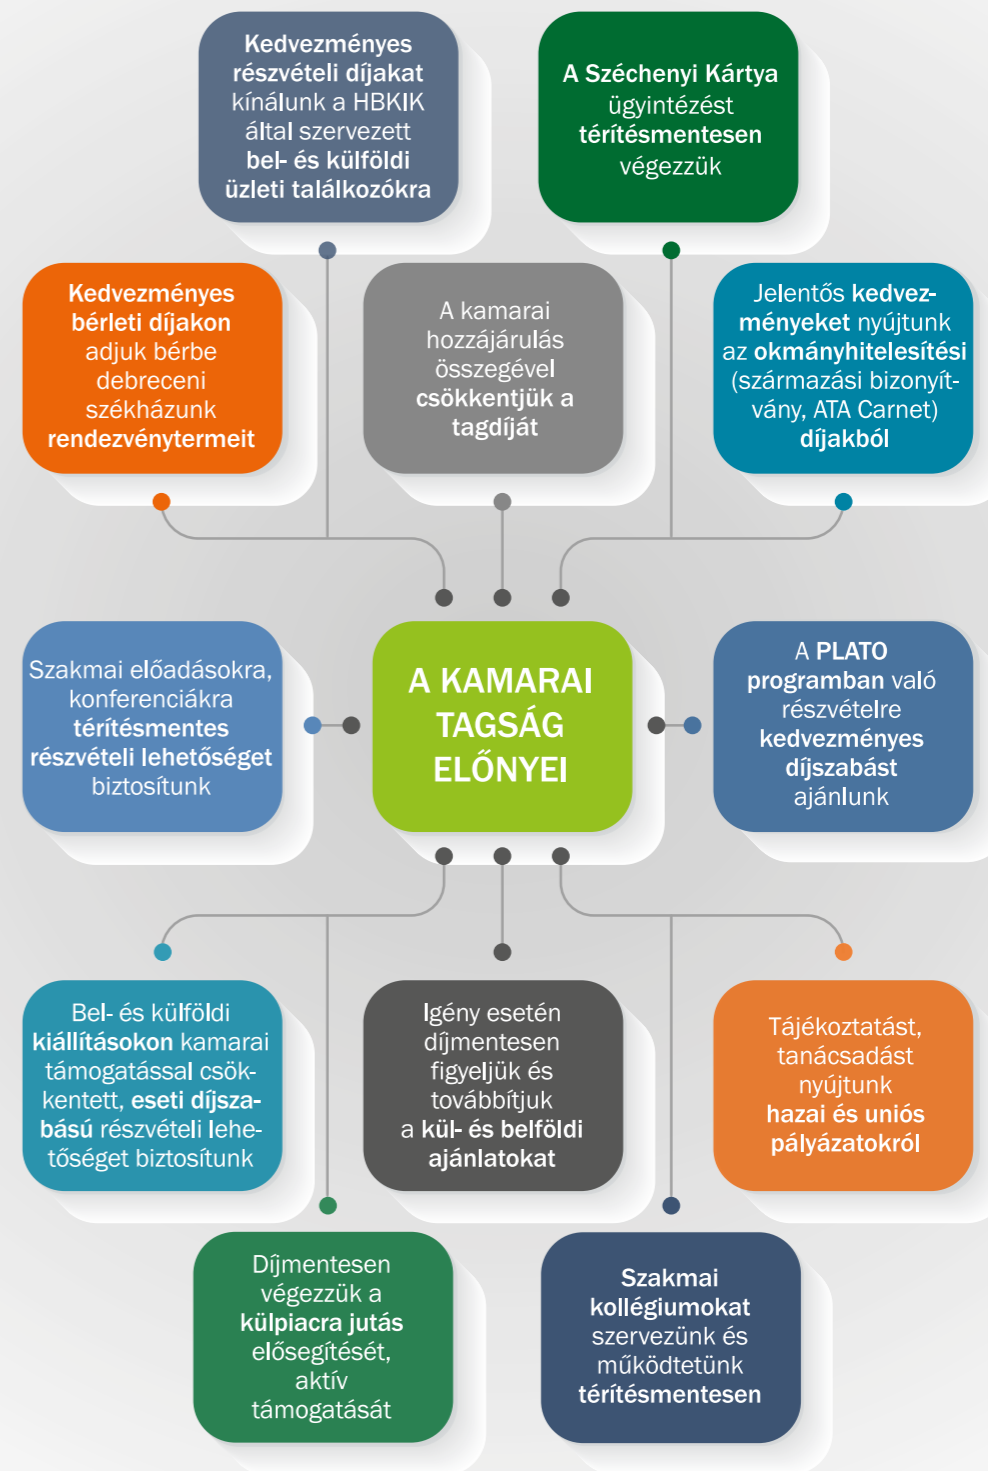 Kedvezményes
részvételi díjakat
kínálunk a HBKIK
által szervezett
bel- és külföldi
üzleti találkozókra
A Széchenyi Kártya
ügyintézést
térítésmentesen
végezzük
Kedvezményes
bérleti díjakon
adjuk bérbe
debreceni
székházunk
rendezvénytermeit
A kamarai
hozzájárulás
összegével
csökkentjük a
tagdíját
Jelentős kedvez-
ményeket nyújtunk
az okmányhitelesítési
(származási bizonyít-
vány, ATA Carnet)
díjakból
Szakmai előadásokra,
konferenciákra
térítésmentes
részvételi lehetőséget
biztosítunk
A KAMARAI
TAGSÁG
ELŐNYEI
A PLATO
programban való
részvételre
kedvezményes
díjszabást
ajánlunk
Bel- és külföldi
kiállításokon kamarai
támogatással csök-
kentett, eseti díjsza-
bású részvételi lehe-
tőséget biztosítunk
Igény esetén
díjmentesen
figyeljük és
továbbítjuk
a kül- és belföldi
ajánlatokat
Tájékoztatást,
tanácsadást
nyújtunk
hazai és uniós
pályázatokról
Díjmentesen
végezzük a
külpiacra jutás
elősegítését,
aktív
támogatását
Szakmai
kollégiumokat
szervezünk és
működtetünk
térítésmentesen